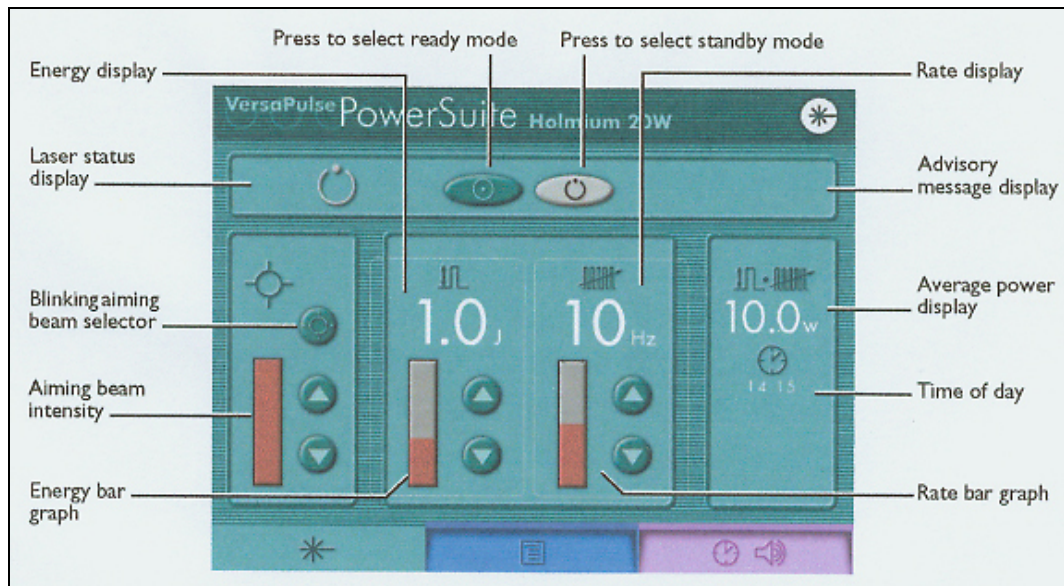 Press to select ready mode
Press to select standby mode
Energy display
Rate display
VersaPulse PowerSuite Holmium 20W
Laser status
display
Advisory
message display
Blinking aiming
beam selector
1.0 J
10 Hz
10.0 w
Average power
display
Aiming beam
intensity
14 15
Time of day
Energy bar
graph
Rate bar graph